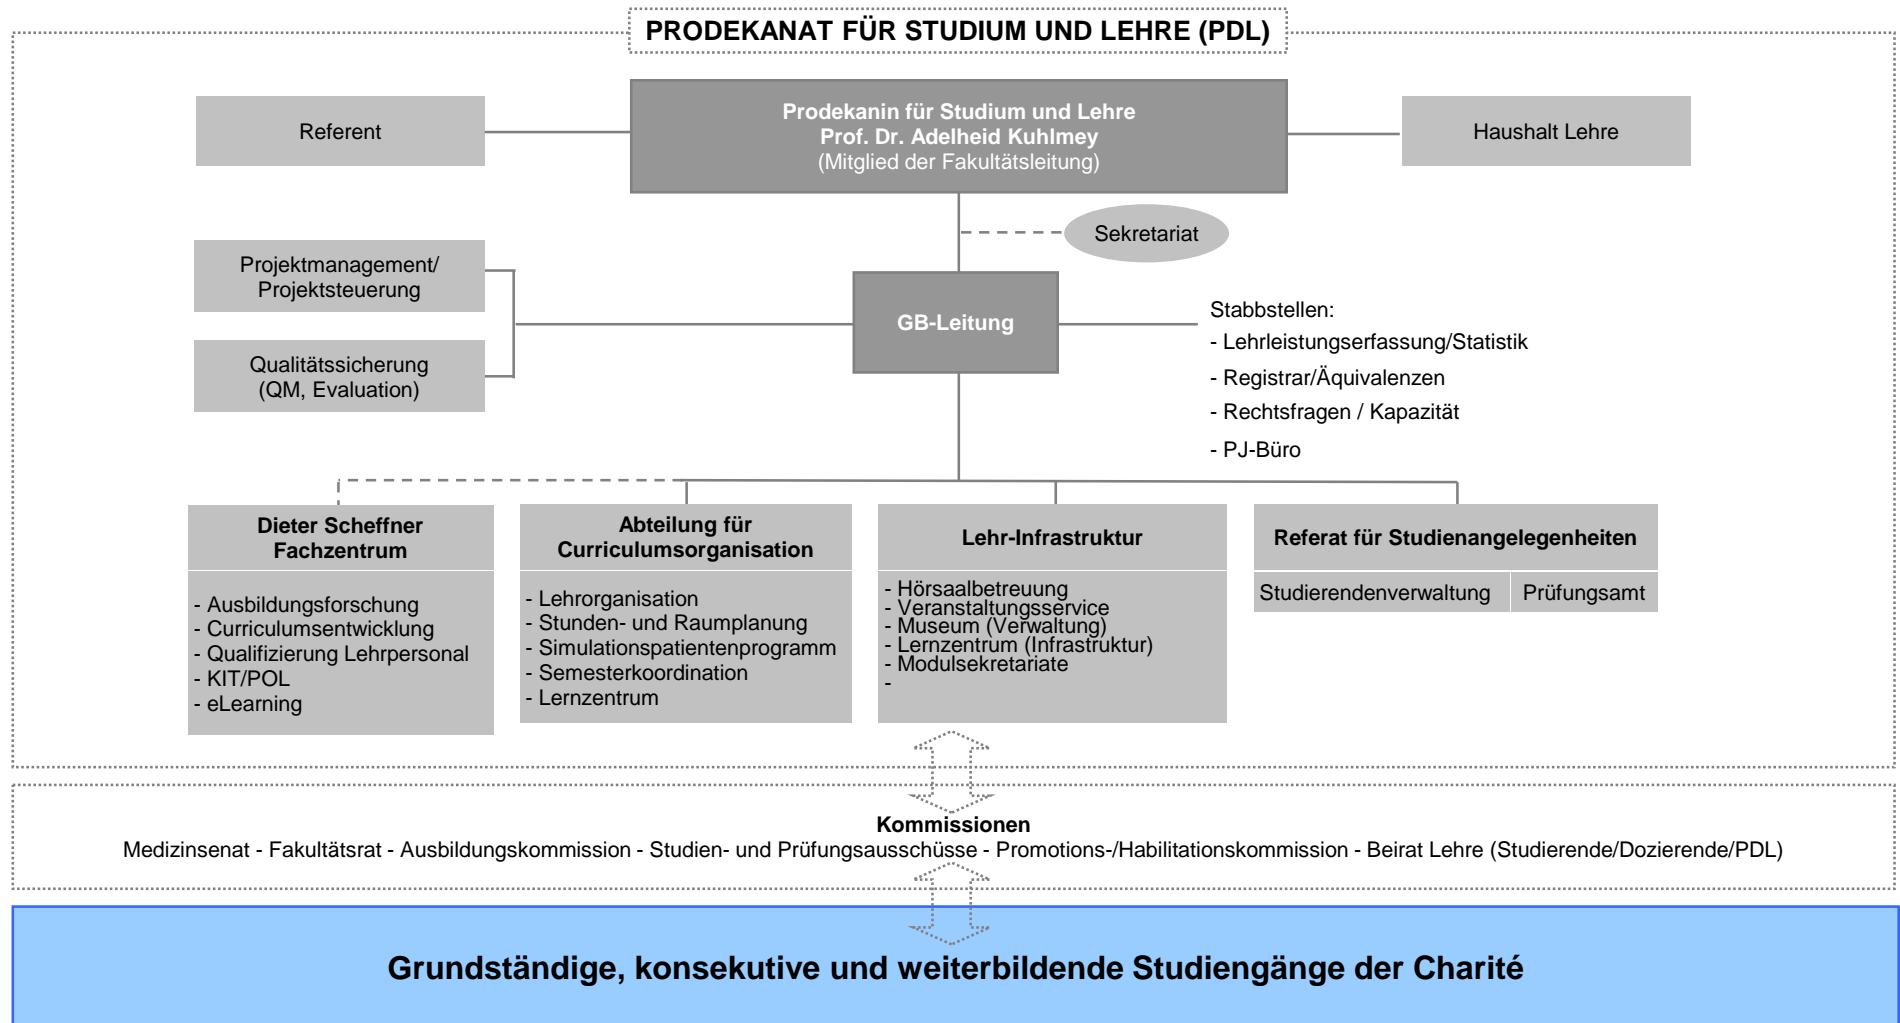 PRODEKANAT FÜR STUDIUM UND LEHRE (PDL)
Referent
Prodekanin für Studium und Lehre
Prof. Dr. Adelheid Kuhlmey
(Mitglied der Fakultätsleitung)
Haushalt Lehre
Sekretariat
Projektmanagement/
Projektsteuerung
Qualitätssicherung
(QM, Evaluation)
GB-Leitung
Stabbstellen:
- Lehrleistungserfassung/Statistik
- Registrar/Äquivalenzen
- Rechtsfragen / Kapazität
- PJ-Büro
Dieter Scheffner
Fachzentrum
- Ausbildungsforschung
- Curriculumsentwicklung
- Qualifizierung Lehrpersonal
- KIT/POL
- eLearning
Abteilung für
Curriculumsorganisation
- Lehrorganisation
- Stunden- und Raumplanung
- Simulationspatientenprogramm
- Semesterkoordination
- Lernzentrum
Lehr-Infrastruktur
- Hörsaalbetreuung
- Veranstaltungsservice
- Museum (Verwaltung)
- Lernzentrum (Infrastruktur)
- Modulsekretariate
-
Referat für Studienangelegenheiten
Studierendenverwaltung
Prüfungsamt
Kommissionen
Medizinsenat - Fakultätsrat - Ausbildungskommission - Studien- und Prüfungsausschüsse - Promotions-/Habilitationskommission - Beirat Lehre (Studierende/Dozierende/PDL)
Grundständige, konsekutive und weiterbildende Studiengänge der Charité